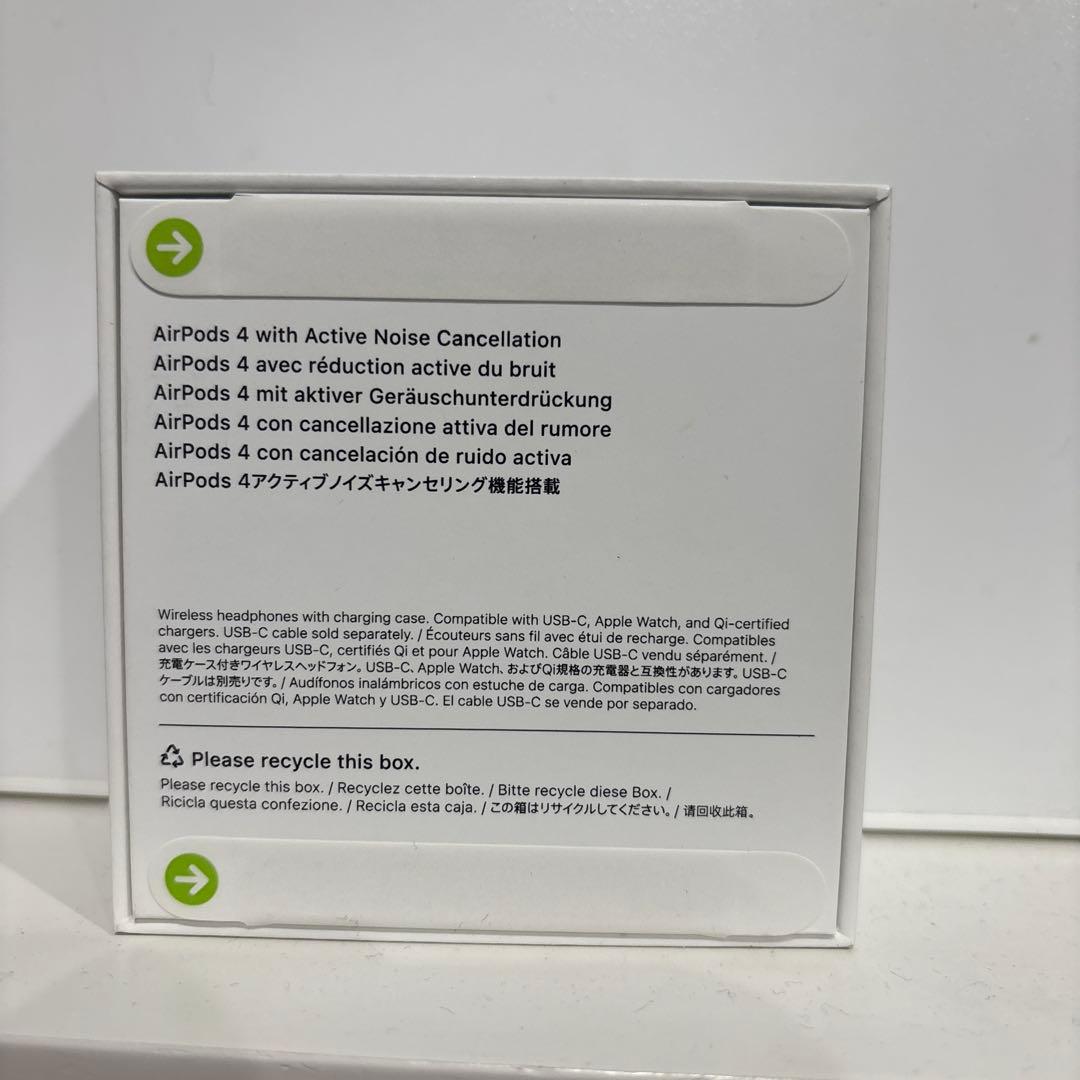 AirPods 4 with Active Noise Cancellation
AirPods 4 avec réduction active du bruit
AirPods 4 mit aktiver Geräuschunterdrückung
AirPods 4 con cancellazione attiva del rumore
AirPods 4 con cancelación de ruido activa
AirPods 4アクティブノイズキャンセリング機能搭載
Wireless headphones with charging case. Compatible with USB-C, Apple Watch, and Qi-certified
chargers. USB-C cable sold separately. / Écouteurs sans fil avec étui de recharge. Compatibles
avec les chargeurs USB-C, certifiés Qi et pour Apple Watch. Câble USB-C vendu séparément. /
充電ケース付きワイヤレスヘッドフォン。USB-C、Apple Watch、およびQi規格の充電器と互換性があります。USB-C
ケーブルは別売りです。/ Audífonos inalámbricos con estuche de carga. Compatibles con cargadores
con certificación Qi, Apple Watch y USB-C. El cable USB-C se vende por separado.
Please recycle this box.
Please recycle this box. / Recyclez cette boîte. / Bitte recycle diese Box. /
Ricicla questa confezione. / Recicla esta caja. / この箱はリサイクルしてください。/ 请回收此箱。